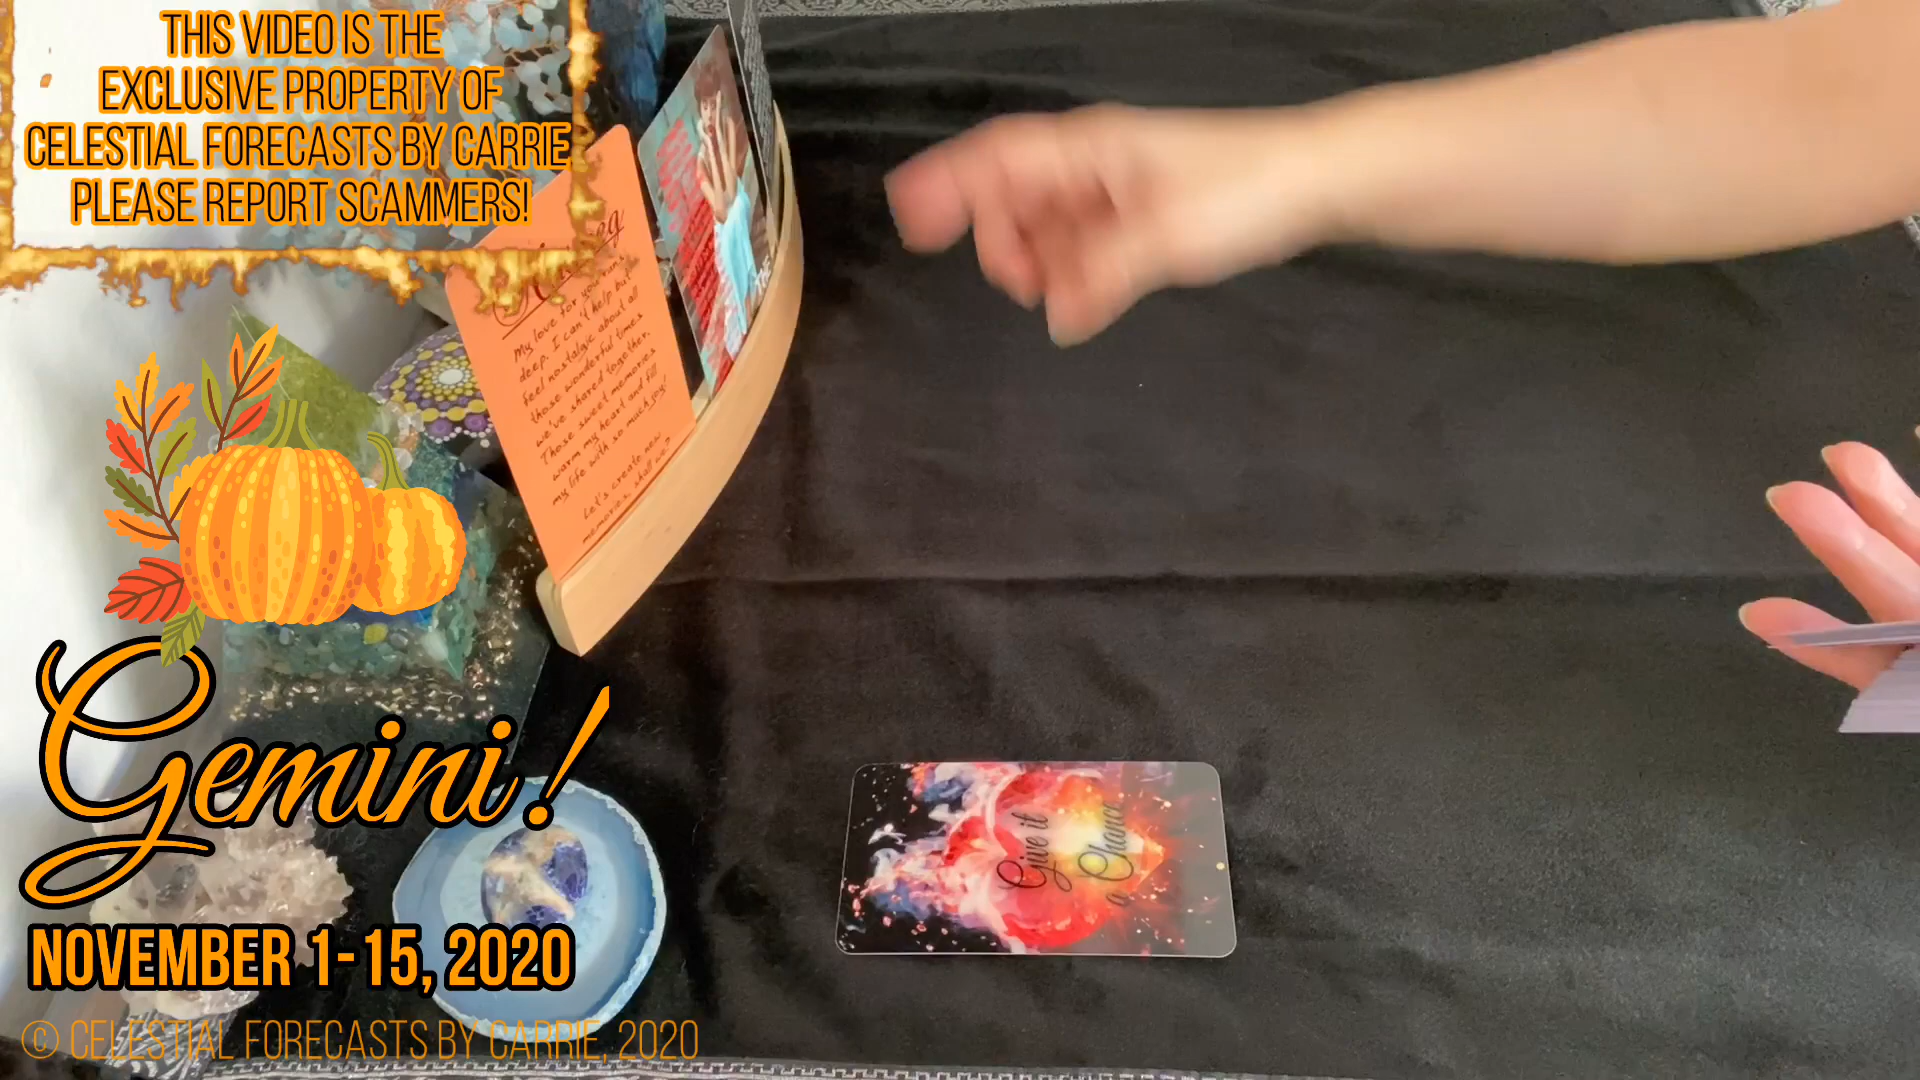 THIS VIDEO IS THE
EXCLUSIVE PROPERTY OF
CELESTIAL FORECASTS BY CARRIE
PLEASE REPORT SCAMMERS!
My love for you runs
deep. I can't help but
feel nostalgic about all
those wonderful times
we've shared together.
Those sweet memories
warm my heart and fill
my life with so much joy!
Let's create new
memories, shall we?
THE
Give it
a Chance
Gemini!
NOVEMBER 1-15, 2020
© CELESTIAL FORECASTS BY CARRIE, 2020